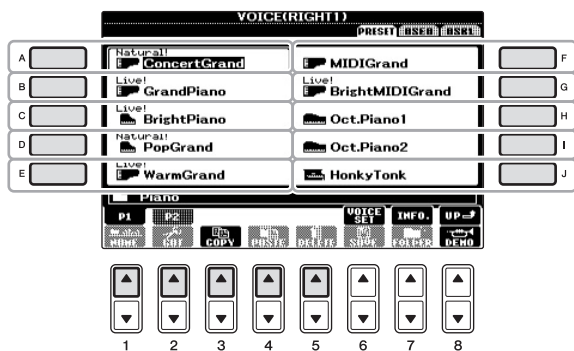 VOICE(RIGHT1)
PRESET USER USB1
A Natural! ConcertGrand MIDIGrand F
B Live! GrandPiano Live! BrightMIDIGrand G
C Live! BrightPiano Oct.Piano1 H
D Natural! PopGrand Oct.Piano2 I
E Live! WarmGrand HonkyTonk J
Piano
P1 P2 VOICE SET INFO. UP
NAME CUT COPY PASTE DELETE SAVE FOLDER DEMO
1 2 3 4 5 6 7 8